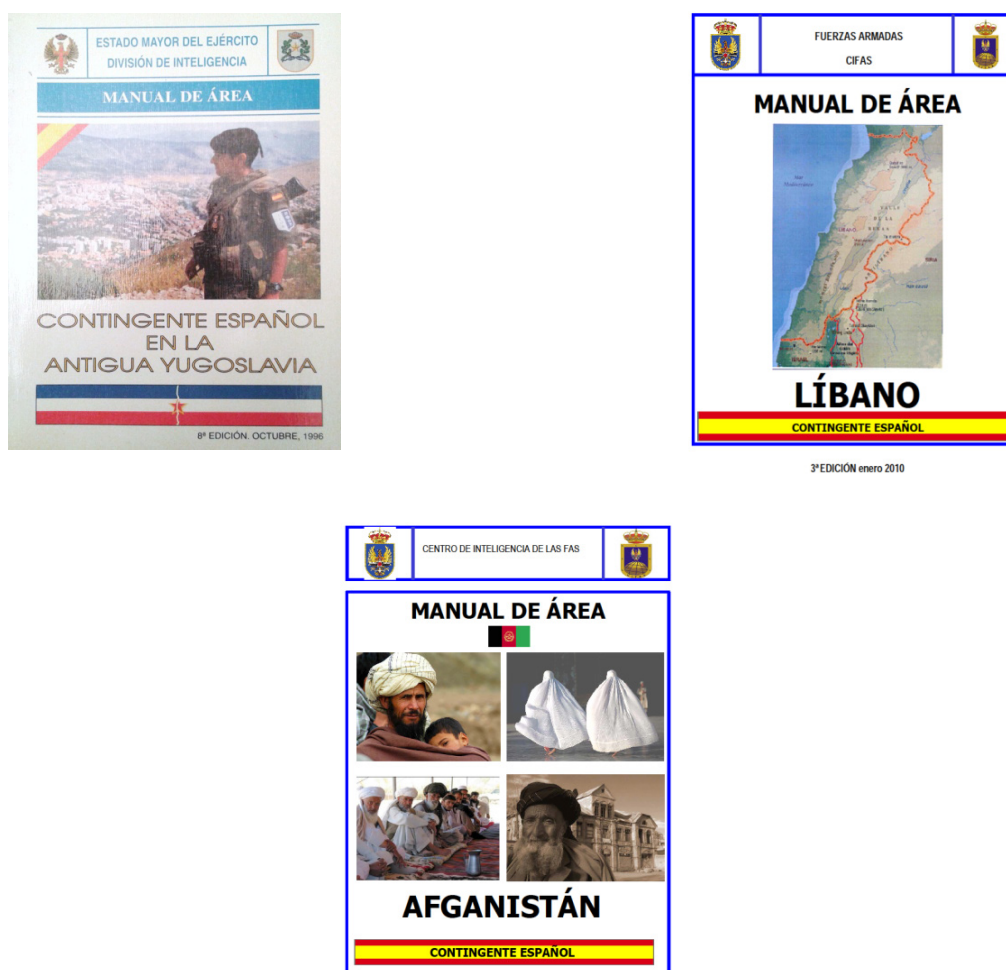 ESTADO MAYOR DEL EJÉRCITO
DIVISIÓN DE INTELIGENCIA
MANUAL DE ÁREA
CONTINGENTE ESPAÑOL
EN LA
ANTIGUA YUGOSLAVIA
8ª EDICIÓN. OCTUBRE, 1996
FUERZAS ARMADAS
CIFAS
MANUAL DE ÁREA
LÍBANO
CONTINGENTE ESPAÑOL
3ª EDICIÓN enero 2010
CENTRO DE INTELIGENCIA DE LAS FAS
MANUAL DE ÁREA
AFGANISTÁN
CONTINGENTE ESPAÑOL